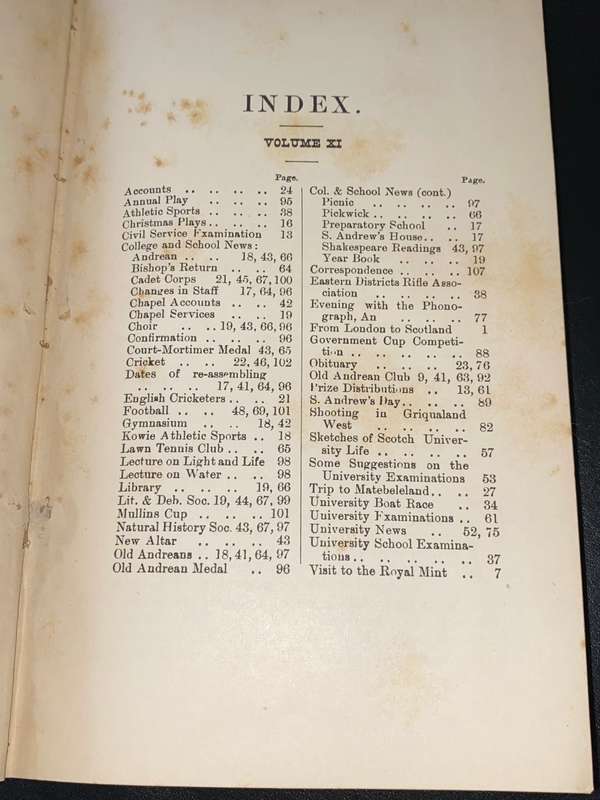 INDEX.
VOLUME XI
Page.
Accounts .. .. .. .. 24
Annual Play .. .. .. 95
Athletic Sports .. .. .. 38
Christmas Plays .. .. .. 16
Civil Service Examination 13
College and School News:
Andrean .. .. 18, 43, 66
Bishop's Return .. .. 64
Cadet Corps 21, 45, 67, 100
Changes in Staff 17, 64, 96
Chapel Accounts .. .. 42
Chapel Services .. .. 19
Choir .. .. 19, 43, 66, 96
Confirmation .. .. .. 96
Court-Mortimer Medal 43, 65
Cricket .. .. 22, 46, 102
Dates of re-assembling
.. .. .. 17, 41, 64, 96
English Cricketers .. .. 21
Football .. .. 48, 69, 101
Gymnasium .. .. 18, 42
Kowie Athletic Sports .. 18
Lawn Tennis Club .. .. 65
Lecture on Light and Life 98
Lecture on Water .. .. 98
Library .. .. .. 19, 66
Lit. & Deb. Soc. 19, 44, 67, 99
Mullins Cup .. .. .. 101
Natural History Soc. 43, 67, 97
New Altar .. .. .. 43
Old Andreans .. 18, 41, 64, 97
Old Andrean Medal .. 96
Page.
Col. & School News (cont.)
Picnic .. .. .. .. 97
Pickwick .. .. .. .. 66
Preparatory School .. 17
S. Andrew's House .. .. 17
Shakespeare Readings 43, 97
Year Book .. .. .. 19
Correspondence .. .. .. 107
Eastern Districts Rifle Asso-
ciation .. .. .. .. 38
Evening with the Phono-
graph, An .. .. .. 77
From London to Scotland 1
Government Cup Competi-
tion .. .. .. .. .. 88
Obituary .. .. .. 23, 76
Old Andrean Club 9, 41, 63, 92
Prize Distributions .. 13, 61
S. Andrew's Day .. .. .. 89
Shooting in Griqualand
West .. .. .. .. 82
Sketches of Scotch Univer-
sity Life .. .. .. .. 57
Some Suggestions on the
University Examinations 53
Trip to Matebeleland .. .. 27
University Boat Race .. 34
University Examinations .. 61
University News .. 52, 75
University School Examina-
tions .. .. .. .. .. 37
Visit to the Royal Mint .. 7